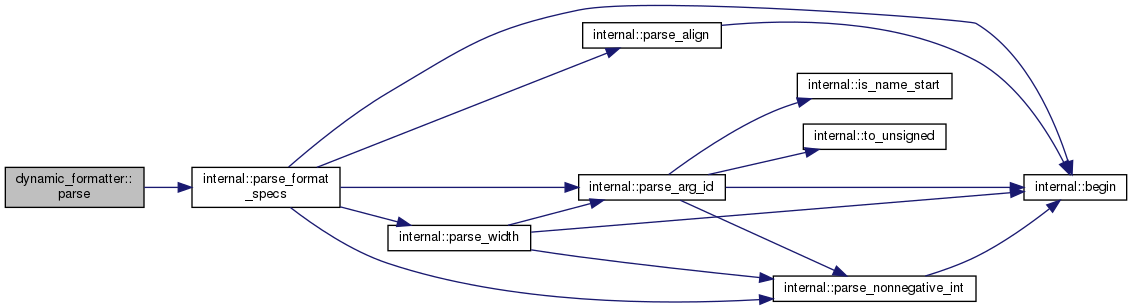 dynamic_formatter::
parse
internal::parse_format
_specs
internal::parse_align
internal::parse_arg_id
internal::parse_width
internal::is_name_start
internal::to_unsigned
internal::parse_nonnegative_int
internal::begin